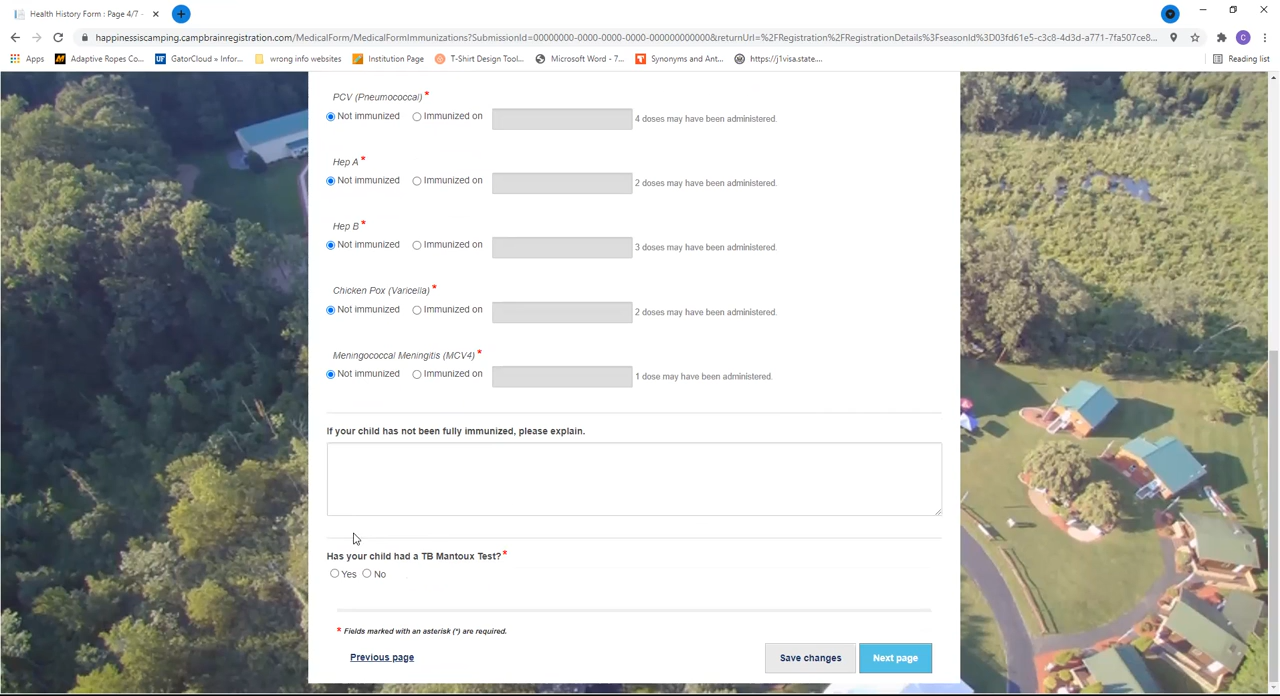 Health History Form : Page 4/7 -
happinessiscamping.campbrainregistration.com/MedicalForm/MedicalFormImmunizations?SubmissionId=00000000-0000-0000-0000-000000000000&returnUrl=%2FRegistration%2FRegistrationDetails%3FseasonId%3D03fd61e5-c3c8-4d3d-a771-7fa507ce8...
C
Apps Adaptive Ropes Co... UF GatorCloud » Infor... wrong info websites Institution Page T-Shirt Design Tool... Microsoft Word - 7... T Synonyms and Ant... https://j1visa.state.... Reading list
PCV (Pneumococcal) *
Not immunized Immunized on 4 doses may have been administered.
Hep A *
Not immunized Immunized on 2 doses may have been administered.
Hep B *
Not immunized Immunized on 3 doses may have been administered.
Chicken Pox (Varicella) *
Not immunized Immunized on 2 doses may have been administered.
Meningococcal Meningitis (MCV4) *
Not immunized Immunized on 1 dose may have been administered.
If your child has not been fully immunized, please explain.
Has your child had a TB Mantoux Test? *
Yes No
* Fields marked with an asterisk (*) are required.
Previous page Save changes Next page